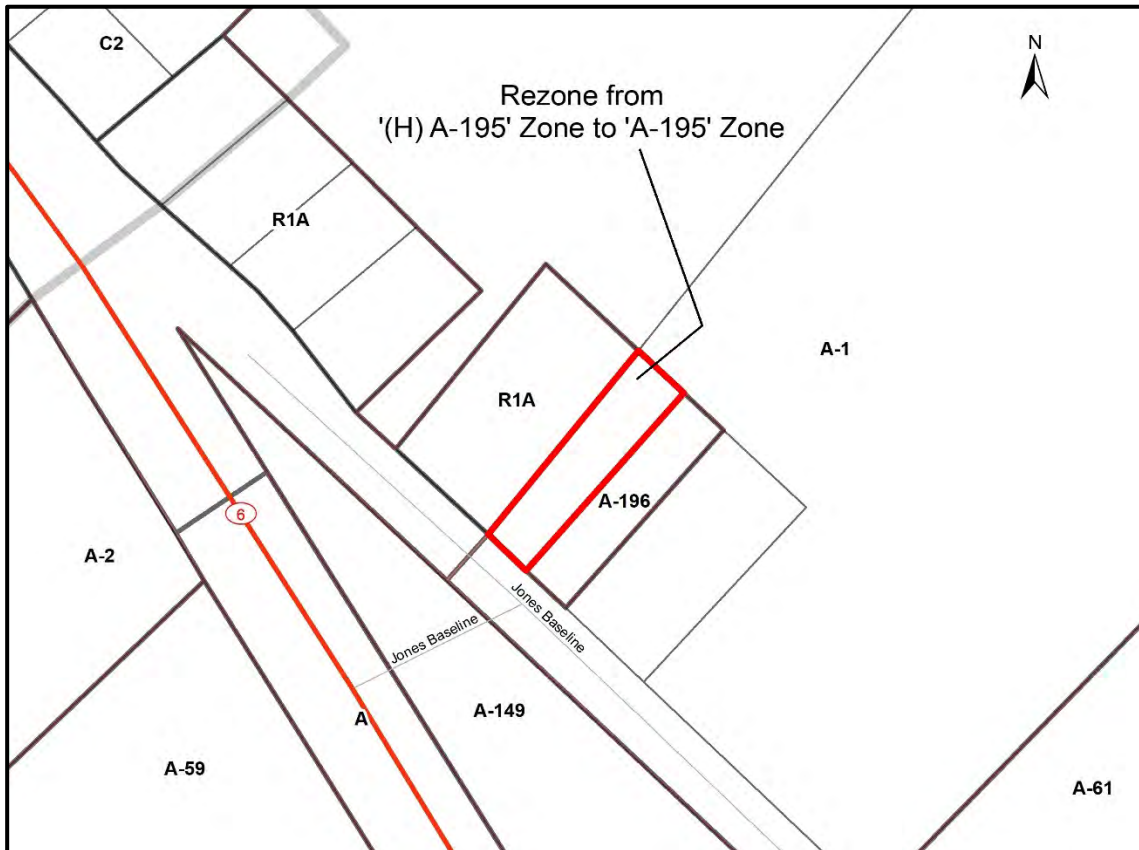 C2
N
Rezone from
'(H) A-195' Zone to 'A-195' Zone
R1A
A-1
R1A
A-196
6
A-2
Jones Baseline
Jones Baseline
A
A-149
A-59
A-61